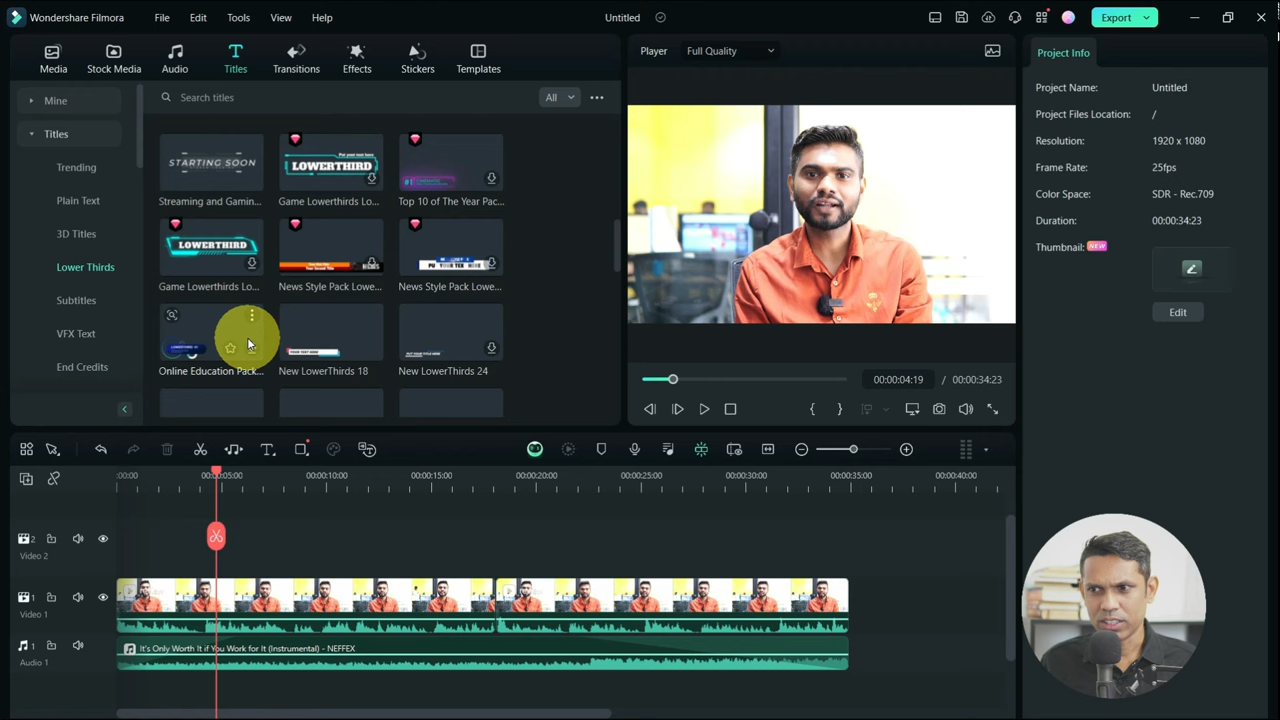 Wondershare Filmora
File
Edit
Tools
View
Help
Untitled
Export
Media
Stock Media
Audio
Titles
Transitions
Effects
Stickers
Templates
Player
Full Quality
Project Info
Mine
Search titles
All
Titles
Trending
Plain Text
3D Titles
Lower Thirds
Subtitles
VFX Text
End Credits
STARTING SOON
Put your text here
LOWERTHIRD
Streaming and Gamin...
Game Lowerthirds Lo...
Top 10 of The Year Pac...
LOWERTHIRD
Game Lowerthirds Lo...
News Style Pack Lowe...
News Style Pack Lowe...
Online Education Pack...
New LowerThirds 18
New LowerThirds 24
Project Name:
Untitled
Project Files Location:
/
Resolution:
1920 x 1080
Frame Rate:
25fps
Color Space:
SDR - Rec.709
Duration:
00:00:34:23
Thumbnail:
NEW
Edit
00:00:04:19
/
00:00:34:23
:00:00
00:00:05:00
00:00:10:00
00:00:15:00
00:00:20:00
00:00:25:00
00:00:30:00
00:00:35:00
00:00:40:00
2
Video 2
1
Video 1
1
Audio 1
It's Only Worth It if You Work for It (Instrumental) - NEFFEX